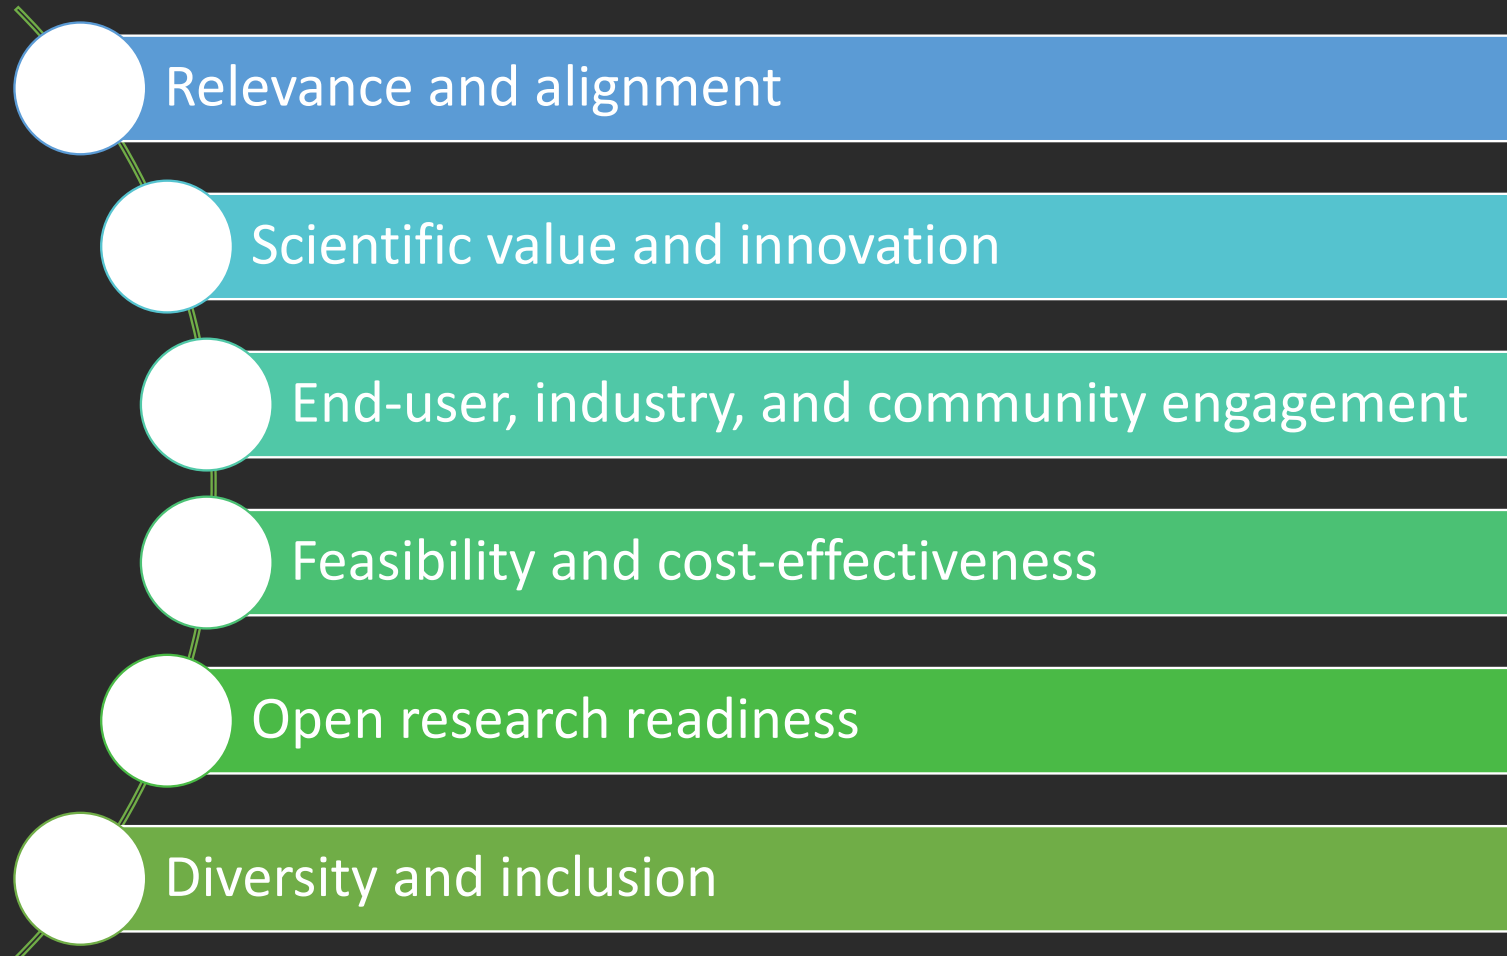 Relevance and alignment
Scientific value and innovation
End-user, industry, and community engagement
Feasibility and cost-effectiveness
Open research readiness
Diversity and inclusion